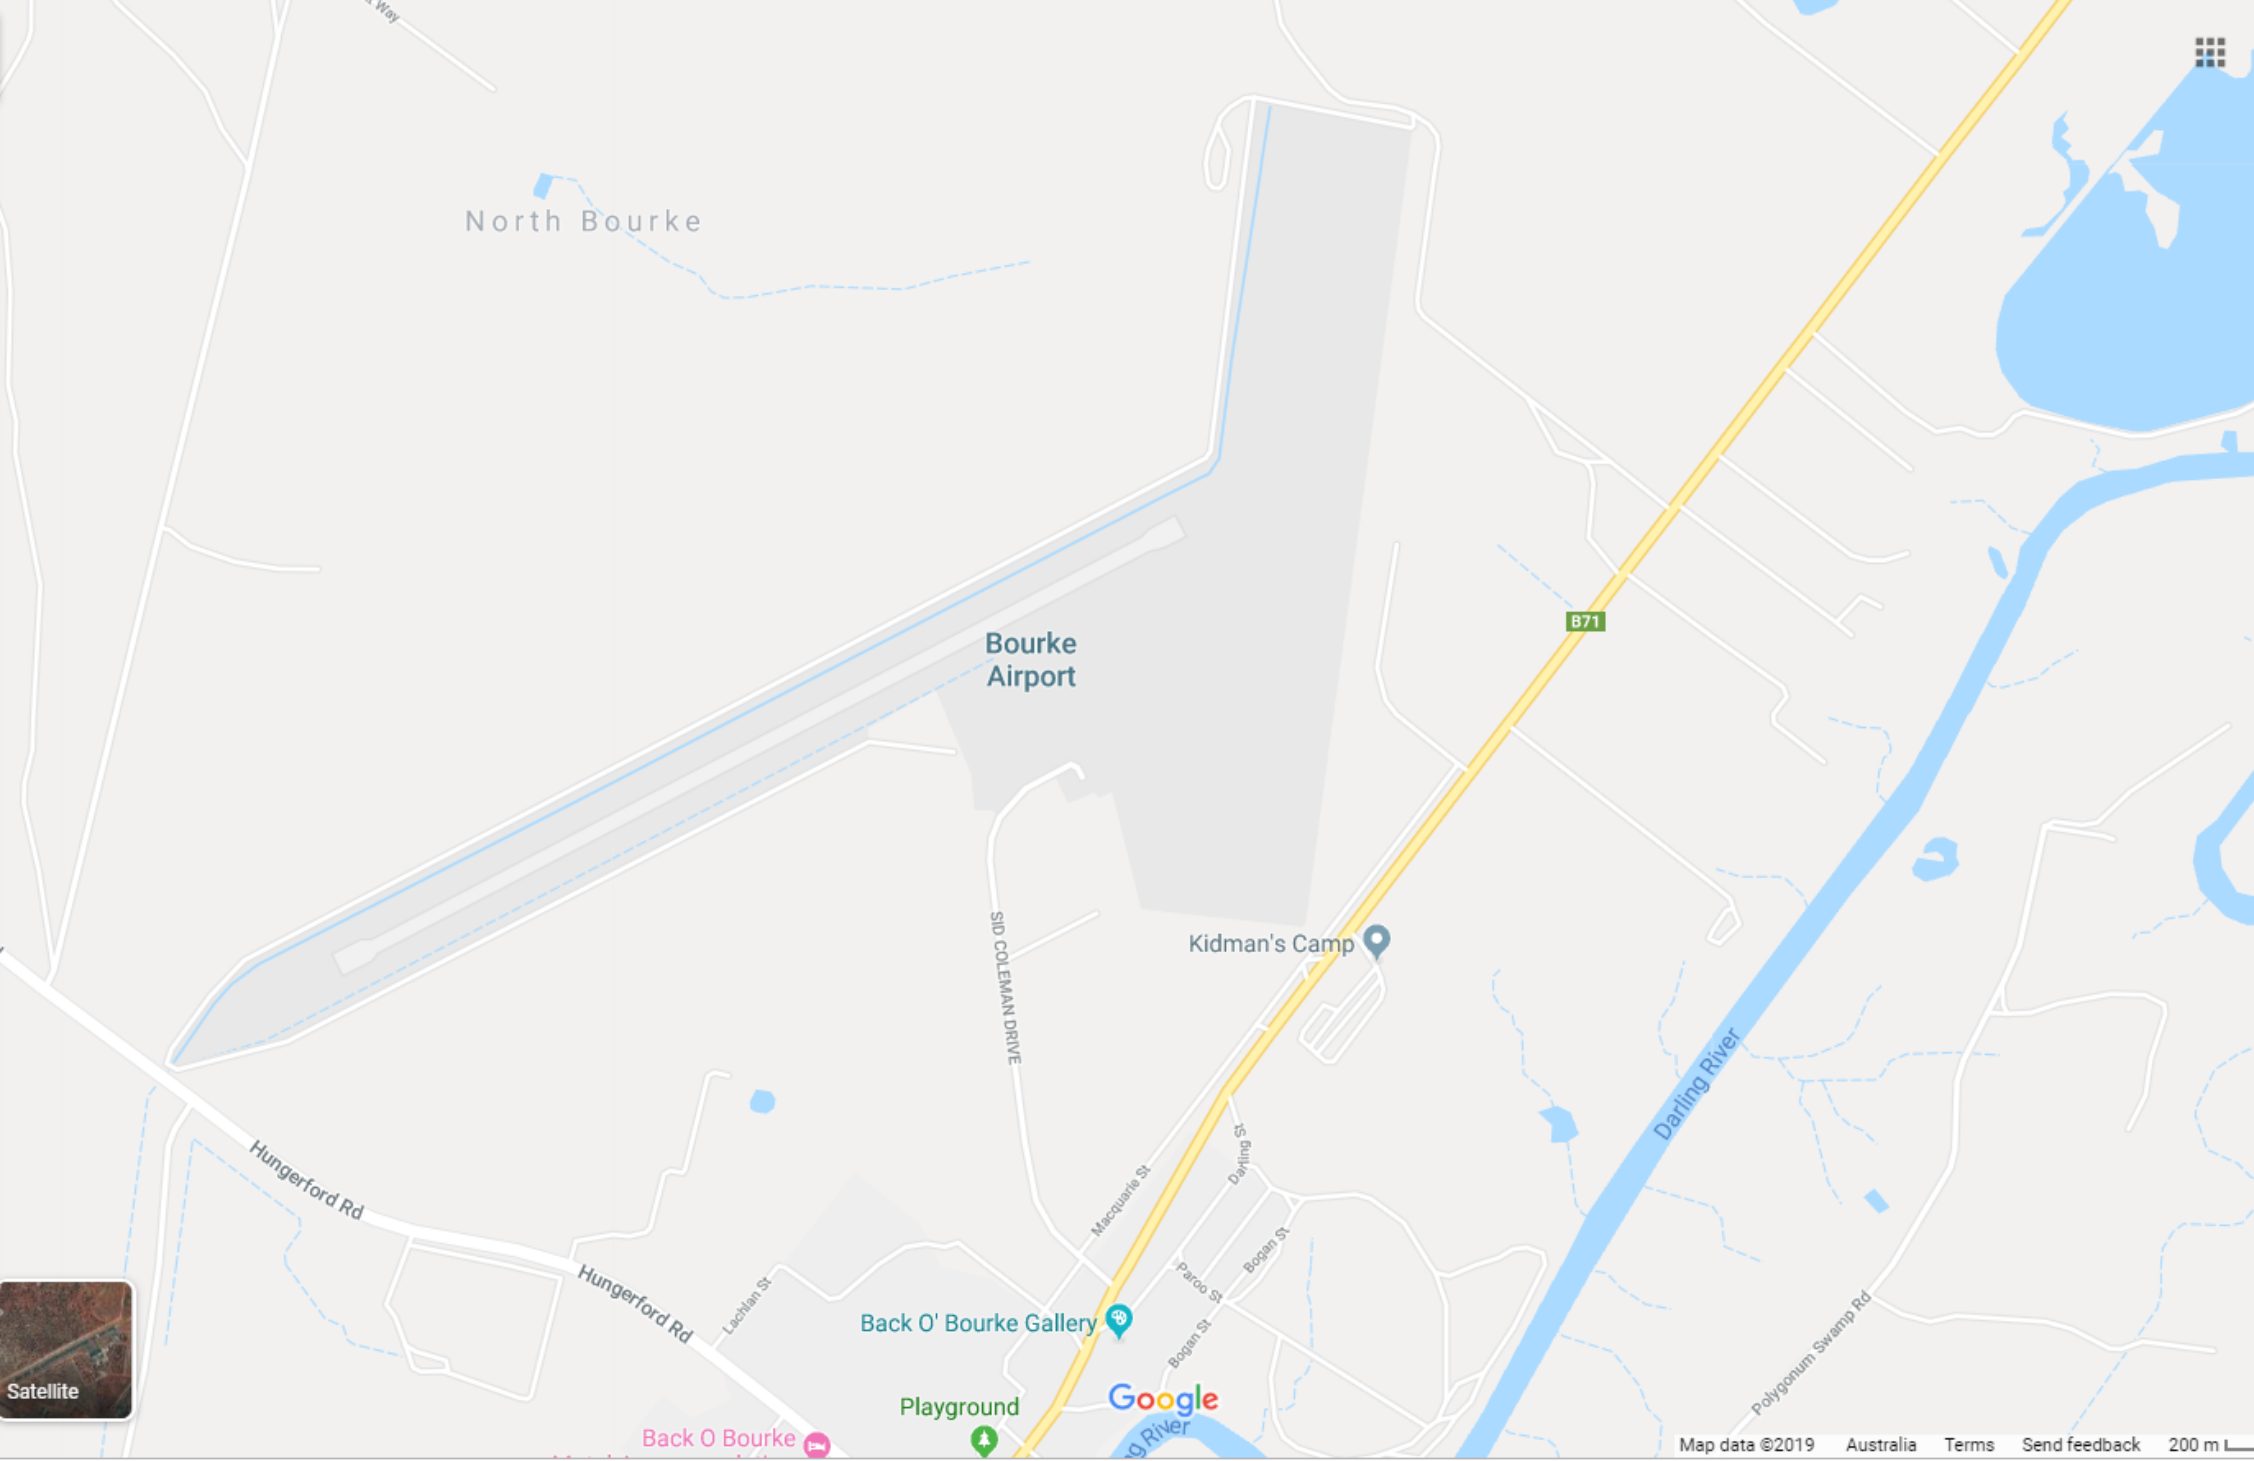 Way
North Bourke
Bourke
Airport
B71
Kidman's Camp
SID COLEMAN DRIVE
Darling River
Darling St
Hungerford Rd
Macquarie St
Bogan St
Paroo St
Hungerford Rd
Lachlan St
Back O' Bourke Gallery
Bogan St
Polygonum Swamp Rd
Satellite
Google
Playground
River
Back O Bourke
Map data ©2019 Australia Terms Send feedback 200 m